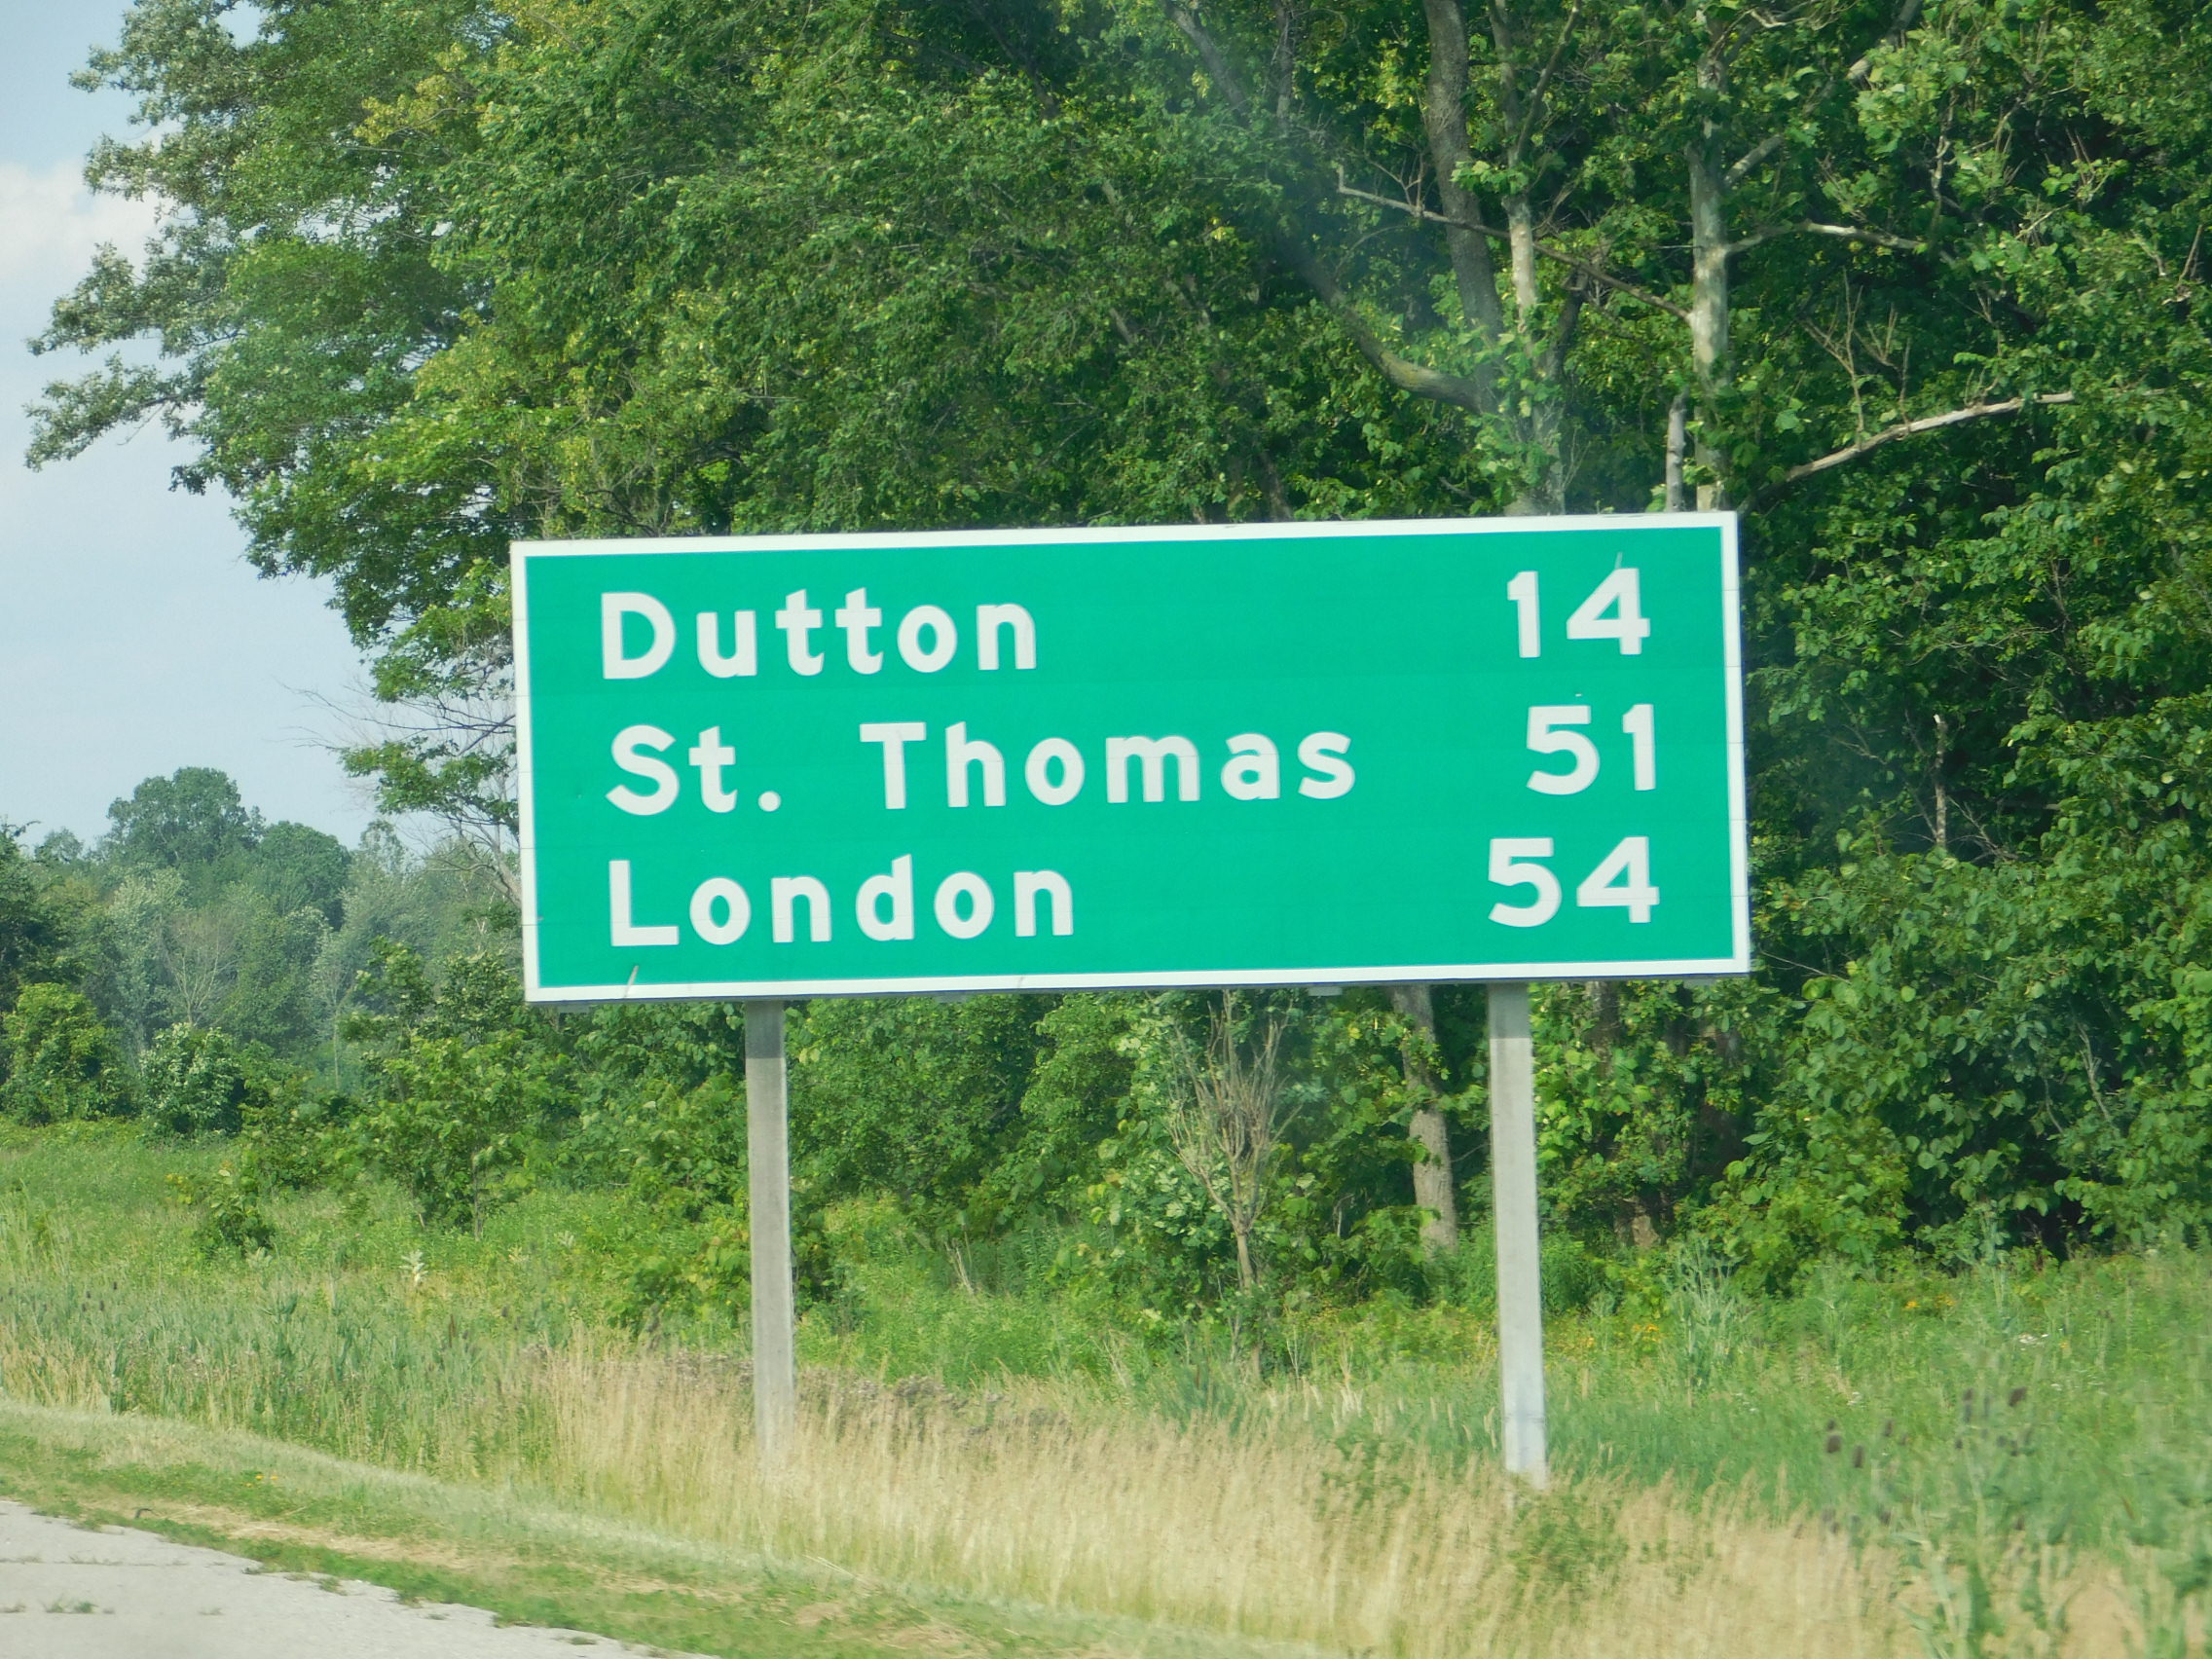 Dutton 14
St. Thomas 51
London 54